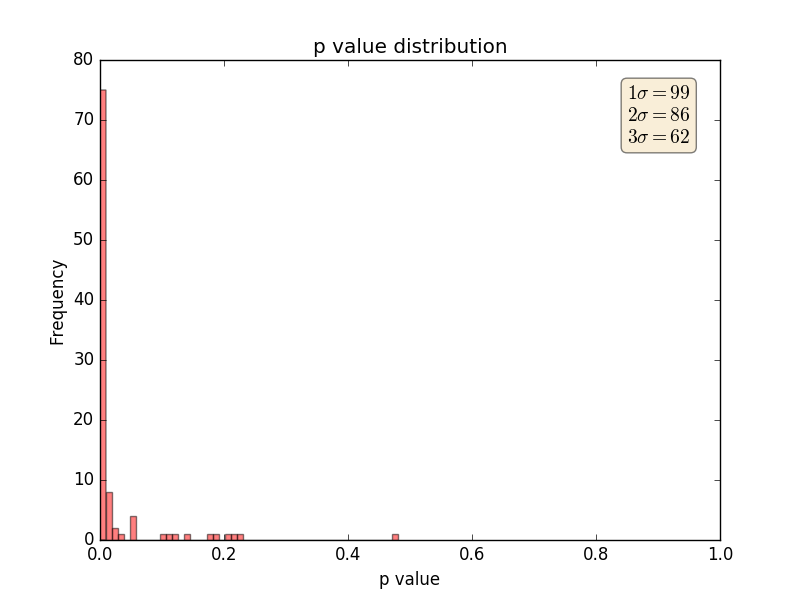 p value distribution
80
70
60
50
40
30
20
10
0
Frequency
1σ = 99
2σ = 86
3σ = 62
0.0 0.2 0.4 0.6 0.8 1.0
p value